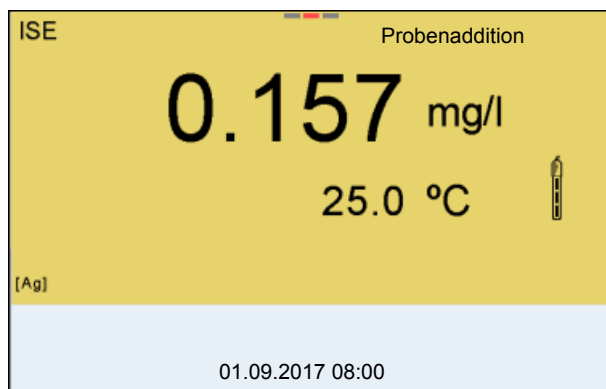 ISE
Probenaddition
0.157 mg/l
25.0 ºC
[Ag]
01.09.2017 08:00